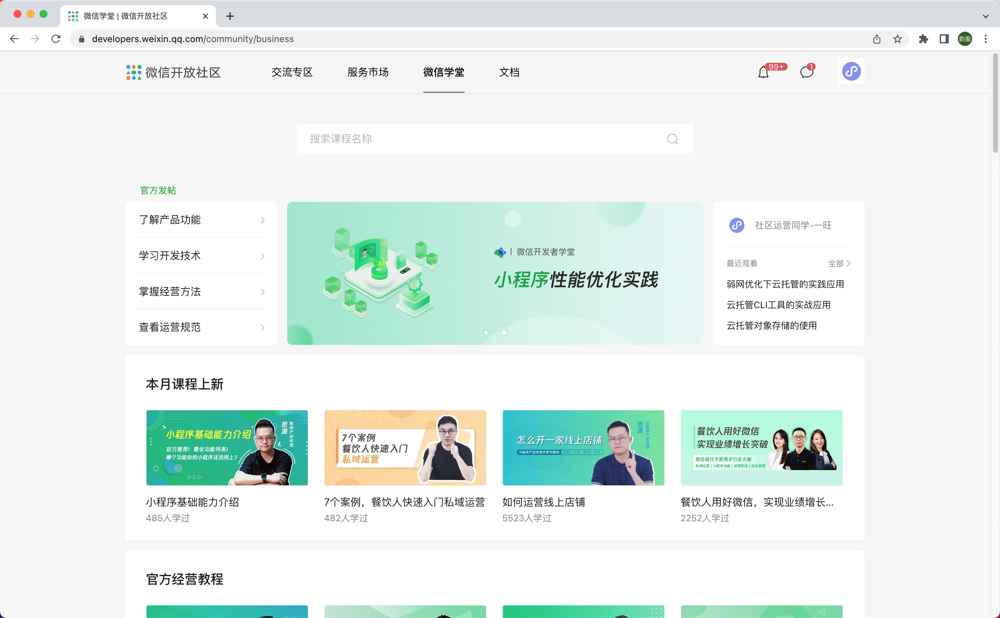 微信学堂 | 微信开放社区
developers.weixin.qq.com/community/business
韵盈
微信开放社区
交流专区
服务市场
微信学堂
文档
99+
1
搜索课程名称
官方发帖
了解产品功能
学习开发技术
掌握经营方法
查看运营规范
微信开发者学堂
小程序性能优化实践
社区运营同学-一旺
最近观看
全部
弱网优化下云托管的实践应用
云托管CLI工具的实战应用
云托管对象存储的使用
本月课程上新
小程序基础能力介绍
官方推荐！最全功能列表！
哪个功能你的小程序还没用上？
思源
微信产品经理
7个案例
餐饮人快速入门
私域运营
怎么开一家线上店铺
小程序产品经理手把手教你
思源
小程序产品经理
餐饮人用好微信
实现业绩增长突破
微信餐饮专家携手行业大咖
私域运营 | 小程序功能 | 疫情防控 | 玩法案例
小程序基础能力介绍
485人学过
7个案例，餐饮人快速入门私域运营
482人学过
如何运营线上店铺
5523人学过
餐饮人用好微信，实现业绩增长...
2252人学过
官方经营教程